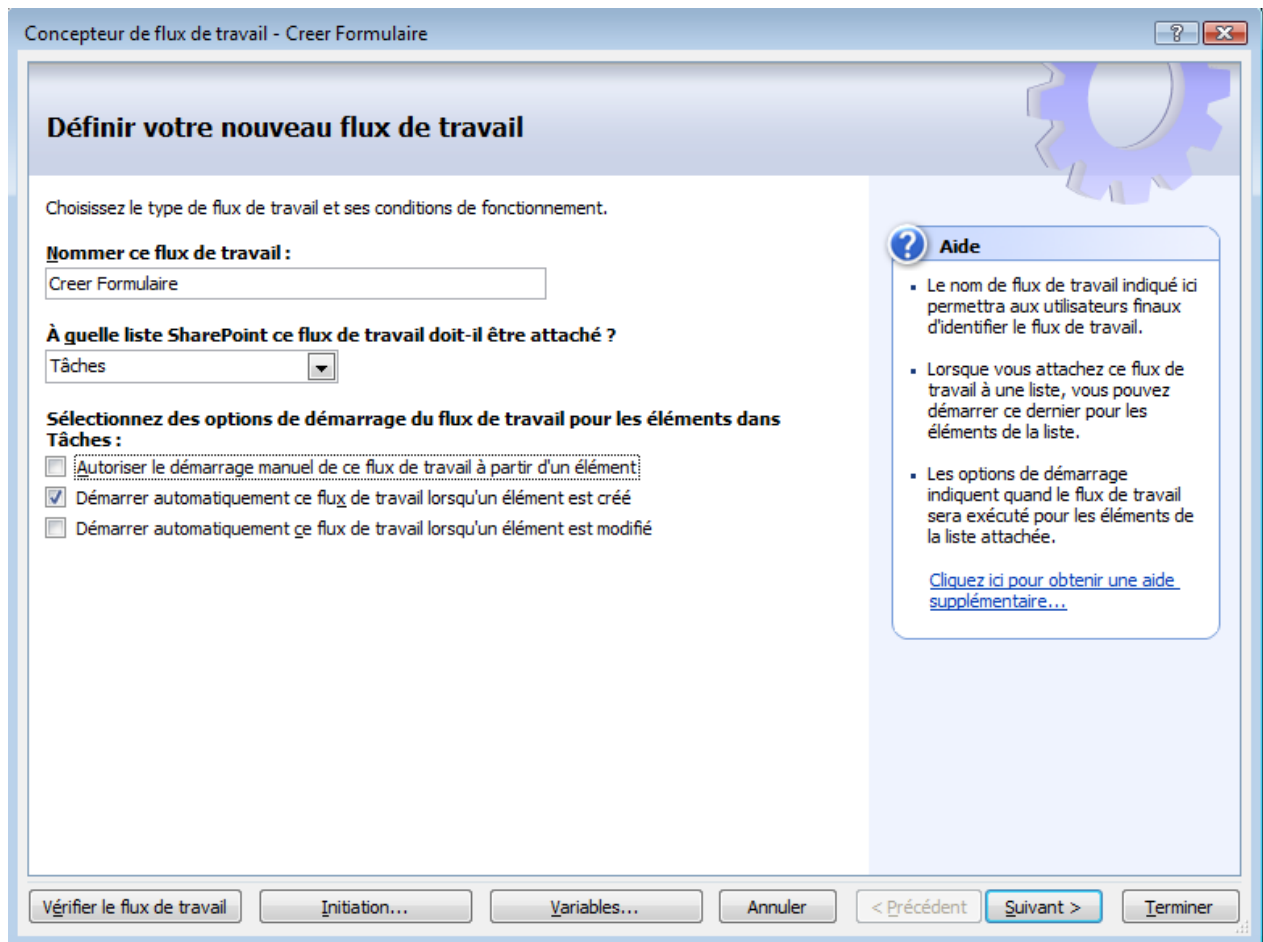 Concepteur de flux de travail - Creer Formulaire
Définir votre nouveau flux de travail
Choisissez le type de flux de travail et ses conditions de fonctionnement.
Nommer ce flux de travail :
Creer Formulaire
À quelle liste SharePoint ce flux de travail doit-il être attaché ?
Tâches
Sélectionnez des options de démarrage du flux de travail pour les éléments dans
Tâches :
Autoriser le démarrage manuel de ce flux de travail à partir d'un élément
Démarrer automatiquement ce flux de travail lorsqu'un élément est créé
Démarrer automatiquement ce flux de travail lorsqu'un élément est modifié
? Aide
Le nom de flux de travail indiqué ici
permettra aux utilisateurs finaux
d'identifier le flux de travail.
Lorsque vous attachez ce flux de
travail à une liste, vous pouvez
démarrer ce dernier pour les
éléments de la liste.
Les options de démarrage
indiquent quand le flux de travail
sera exécuté pour les éléments de
la liste attachée.
Cliquez ici pour obtenir une aide
supplémentaire...
Vérifier le flux de travail
Initiation...
Variables...
Annuler
< Précédent
Suivant >
Terminer